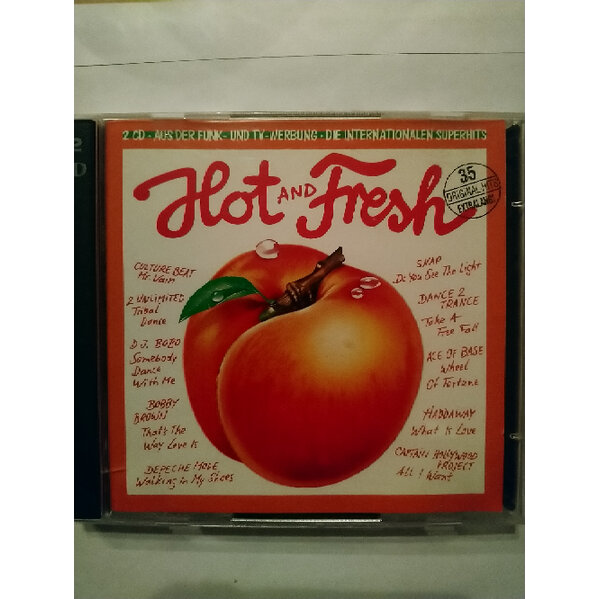 2 CD - AUS DER FUNK- UND TV-WERBUNG - DIE INTERNATIONALEN SUPERHITS
Hot AND Fresh
35
ORIGINAL HITS
EXTRALANG!
CULTURE BEAT
Mr. Vain
2 UNLIMITED
Tribal
Dance
D.J. BOBO
Somebody
Dance
With Me
BOBBY
BROWN
That's The
Way Love Is
DEPECHE MODE
Walking in My Shoes
SNAP
Do You See The Light
DANCE 2
TRANCE
Take A
Free Fall
ACE OF BASE
Wheel
Of Fortune
HADDAWAY
What Is Love
CAPTAIN HOLLYWOOD
PROJECT
All I Want